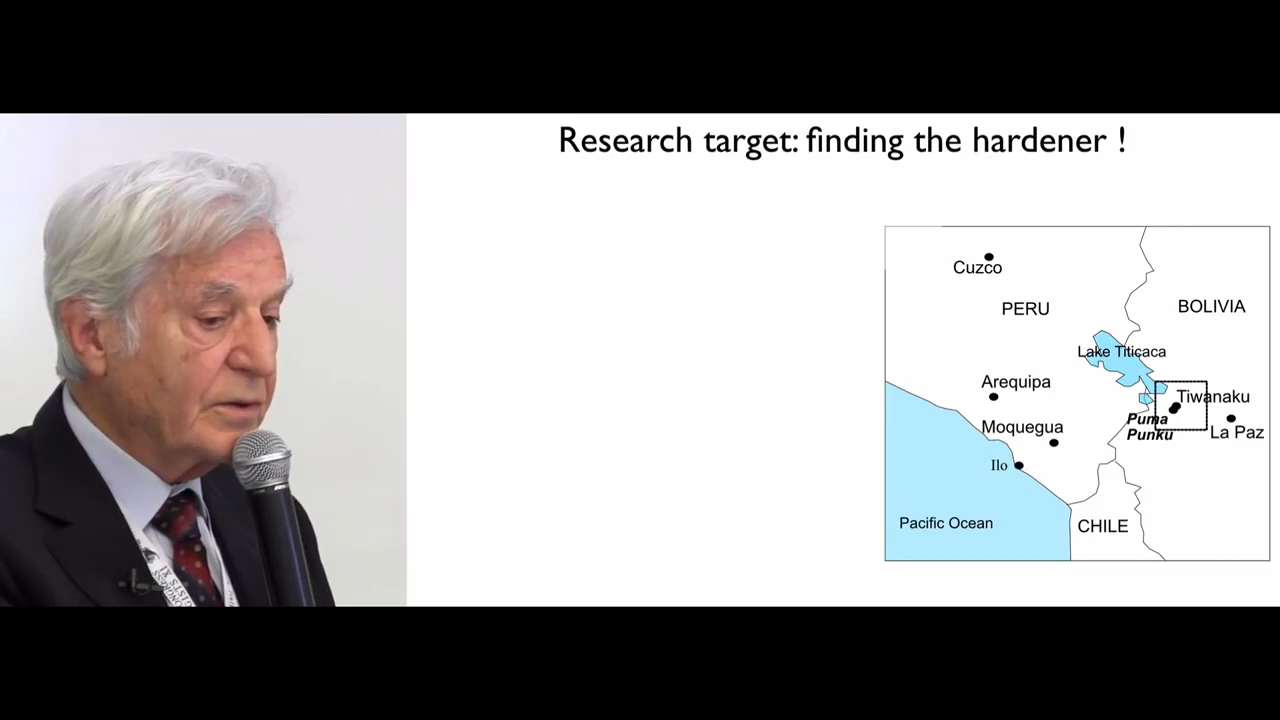 Research target: finding the hardener !
Cuzco
PERU
BOLIVIA
Lake Titicaca
Arequipa
Tiwanaku
Puma
Punku
Moquegua
La Paz
Ilo
Pacific Ocean
CHILE